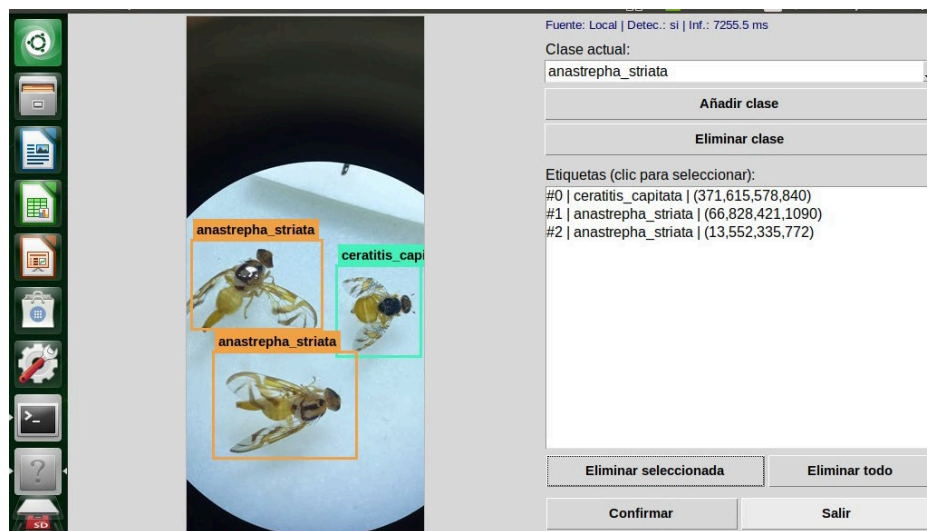 Fuente: Local | Detec.: si | Inf.: 7255.5 ms
Clase actual:
anastrepha_striata
Añadir clase
Eliminar clase
Etiquetas (clic para seleccionar):
#0 | ceratitis_capitata | (371,615,578,840)
#1 | anastrepha_striata | (66,828,421,1090)
#2 | anastrepha_striata | (13,552,335,772)
anastrepha_striata
ceratitis_capi
anastrepha_striata
Eliminar seleccionada
Eliminar todo
Confirmar
Salir
>_
?
SD